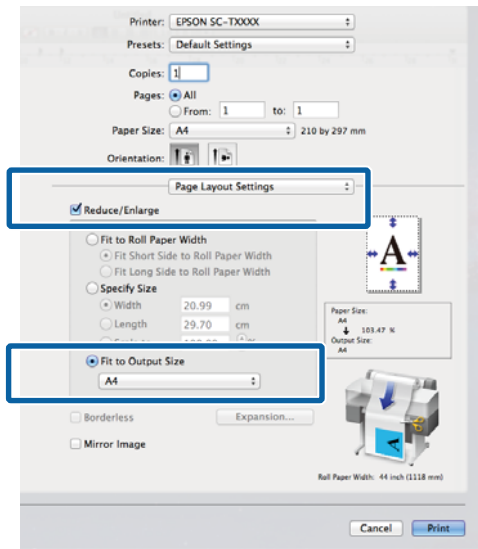 Printer: EPSON SC-TXXXX
Presets: Default Settings
Copies: 1
Pages: All
From: 1 to: 1
Paper Size: A4 210 by 297 mm
Orientation:
Page Layout Settings
Reduce/Enlarge
Fit to Roll Paper Width
Fit Short Side to Roll Paper Width
Fit Long Side to Roll Paper Width
Specify Size
Width 20.99 cm
Length 29.70 cm
Fit to Output Size
A4
Borderless Expansion...
Mirror Image
A
Paper Size:
A4
103.47 %
Output Size:
A4
A
Roll Paper Width: 44 inch (1118 mm)
Cancel Print